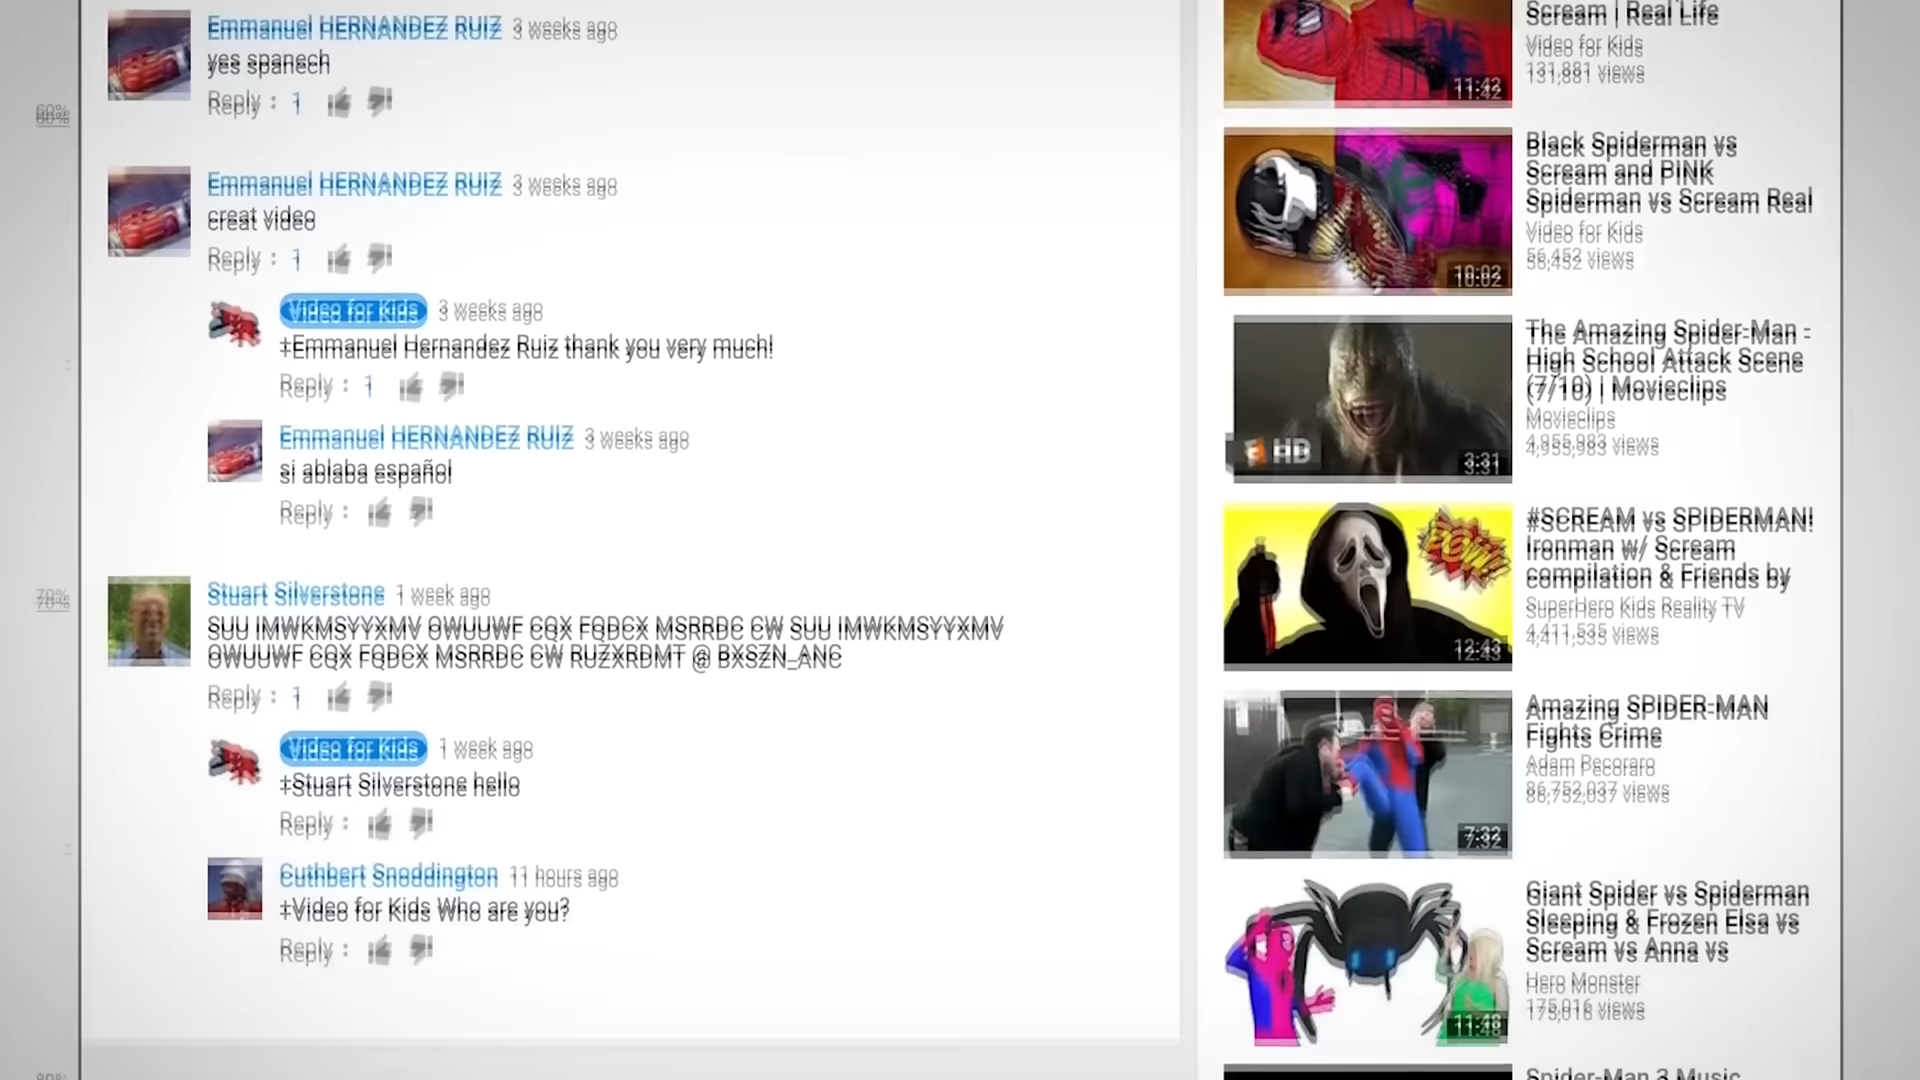 60%
Emmanuel HERNANDEZ RUIZ 3 weeks ago
yes spanech
Reply : 1
Emmanuel HERNANDEZ RUIZ 3 weeks ago
creat video
Reply : 1
Video for Kids 3 weeks ago
+Emmanuel Hernandez Ruiz thank you very much!
Reply : 1
Emmanuel HERNANDEZ RUIZ 3 weeks ago
si ablaba español
Reply :
70%
Stuart Silverstone 1 week ago
SUU IMWKMSYYXMV OWUUWF CQX FQDCX MSRRDC CW SUU IMWKMSYYXMV
OWUUWF CQX FQDCX MSRRDC CW RUZXRDMT @ BXSZN_ANC
Reply : 1
Video for Kids 1 week ago
+Stuart Silverstone hello
Reply :
Cuthbert Snoddington 11 hours ago
+Video for Kids Who are you?
Reply :
80%
Scream | Real Life
Video for Kids
131,881 views
11:42
Black Spiderman vs
Scream and PINK
Spiderman vs Scream Real
Video for Kids
56,452 views
10:02
The Amazing Spider-Man -
High School Attack Scene
(7/10) | Movieclips
Movieclips
4,955,983 views
HD
3:31
#SCREAM vs SPIDERMAN!
Ironman w/ Scream
compilation & Friends by
SuperHero Kids Reality TV
4,411,535 views
POW!
12:43
Amazing SPIDER-MAN
Fights Crime
Adam Pecoraro
86,752,037 views
7:32
Giant Spider vs Spiderman
Sleeping & Frozen Elsa vs
Scream vs Anna vs
Hero Monster
175,016 views
11:48
Spider-Man 3 Music